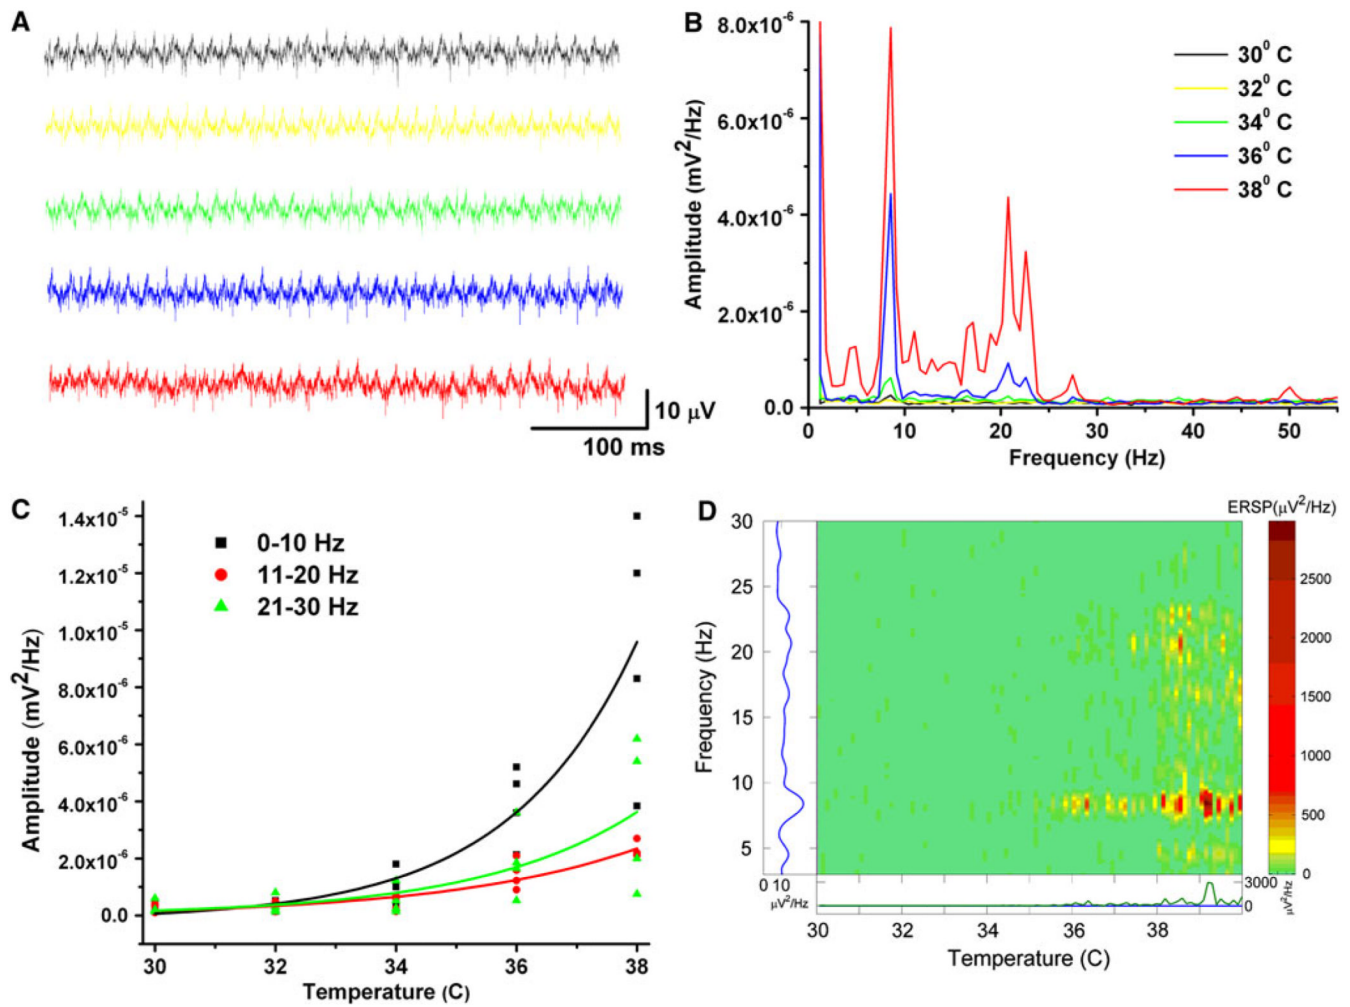 A
10 μV
100 ms
B
8.0x10⁻⁶
6.0x10⁻⁶
4.0x10⁻⁶
2.0x10⁻⁶
0.0
Amplitude (mV²/Hz)
30⁰ C
32⁰ C
34⁰ C
36⁰ C
38⁰ C
0 10 20 30 40 50
Frequency (Hz)
C
1.4x10⁻⁵
1.2x10⁻⁵
1.0x10⁻⁵
8.0x10⁻⁶
6.0x10⁻⁶
4.0x10⁻⁶
2.0x10⁻⁶
0.0
Amplitude (mV²/Hz)
0-10 Hz
11-20 Hz
21-30 Hz
30 32 34 36 38
Temperature (C)
D
ERSP(μV²/Hz)
30
25
20
15
10
5
Frequency (Hz)
2500
2000
1500
1000
500
0
0 10
μV²/Hz
3000
0
μV²/Hz
30 32 34 36 38
Temperature (C)